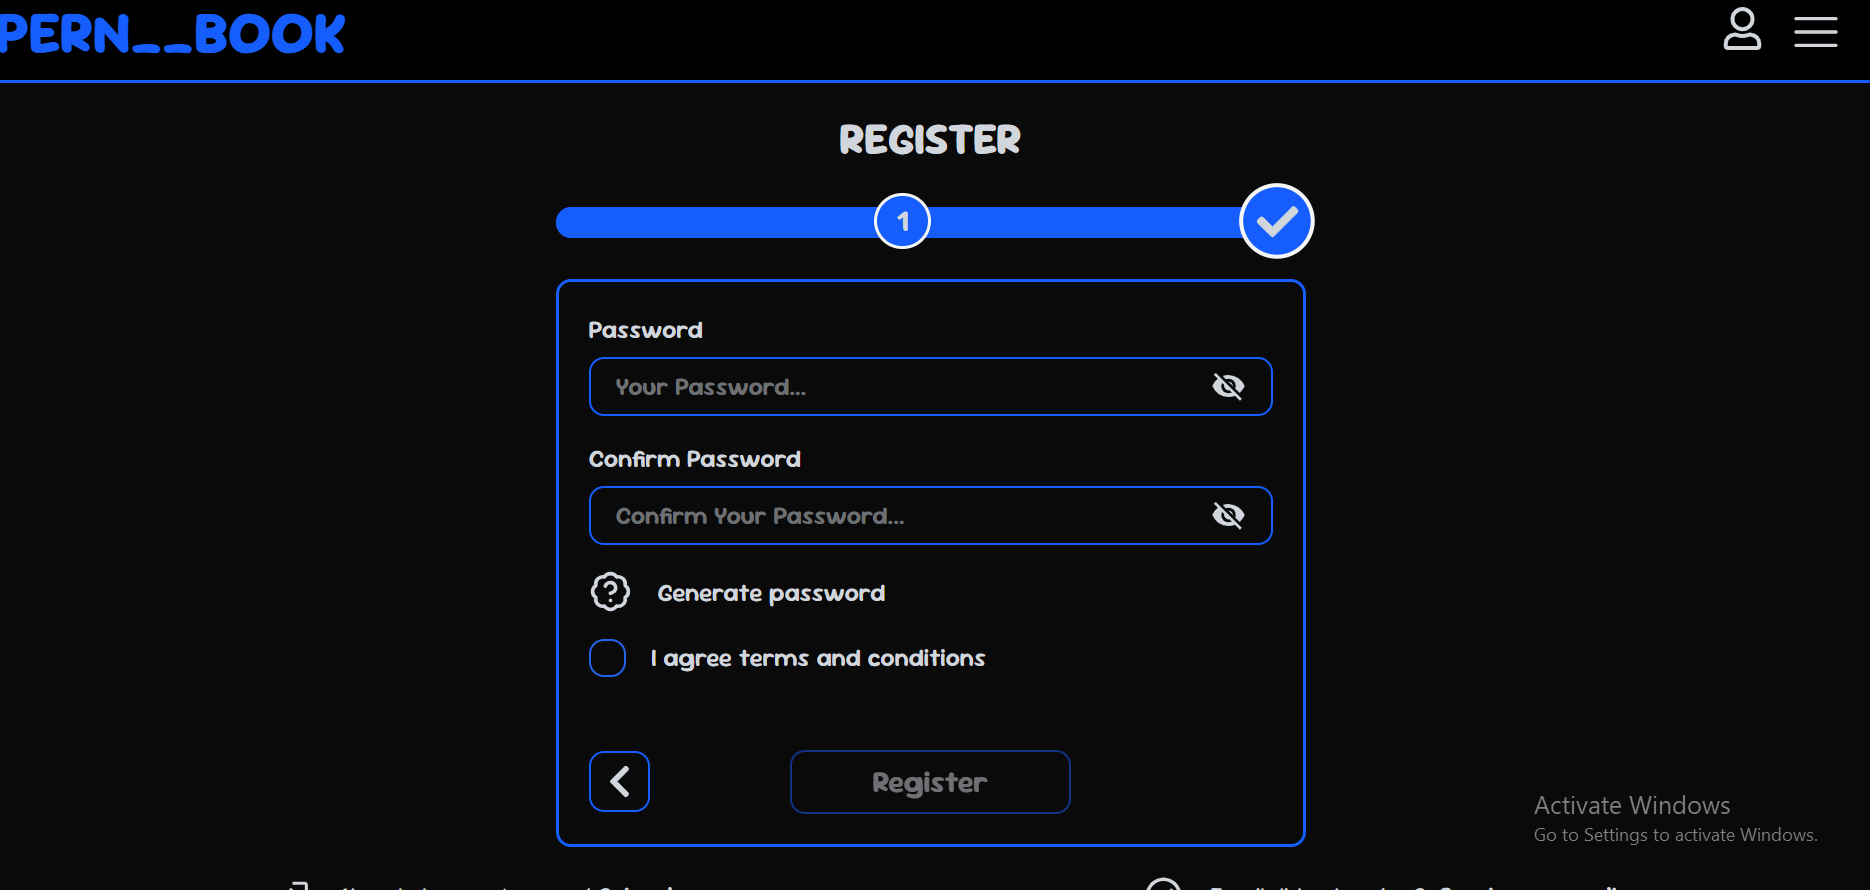 PERN__BOOK
REGISTER
1
Password
Your Password...
Confirm Password
Confirm Your Password...
Generate password
I agree terms and conditions
Register
Activate Windows
Go to Settings to activate Windows.